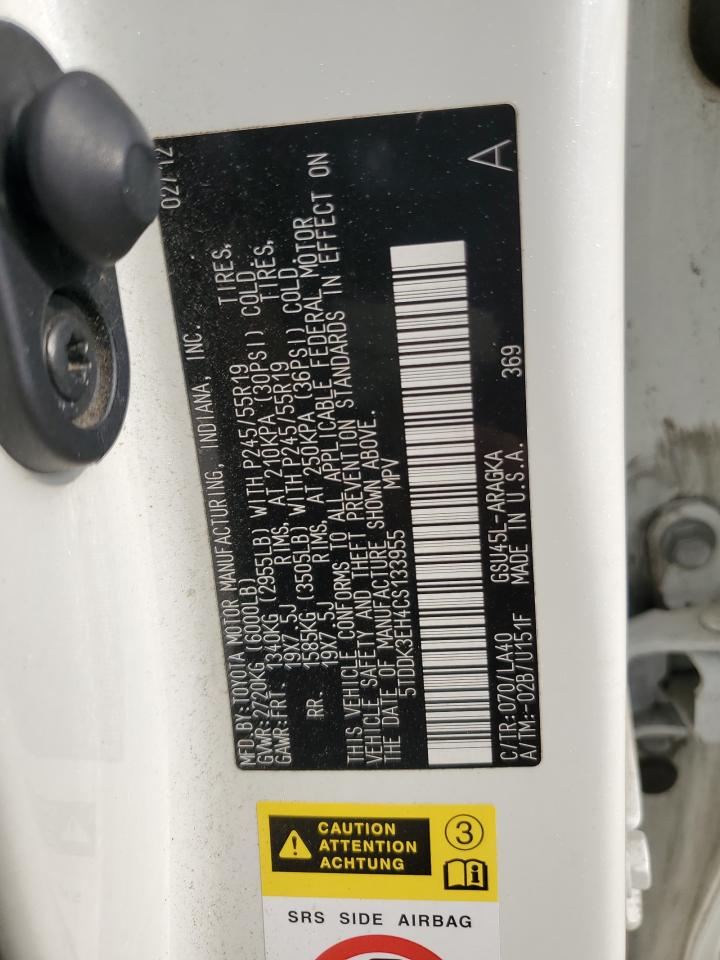 MFD.BY:TOYOTA MOTOR MANUFACTURING, INDIANA, INC. 02/12
GVWR:2720KG (6000LB)
GAWR:FRT. 1340KG (2955LB) WITH P245/55R19 TIRES,
19X7.5J RIMS, AT 210KPA (30PSI) COLD
RR. 1585KG (3505LB) WITH P245/55R19 TIRES,
19X7.5J RIMS, AT 250KPA (36PSI) COLD,
THIS VEHICLE CONFORMS TO ALL APPLICABLE FEDERAL MOTOR
VEHICLE SAFETY AND THEFT PREVENTION STANDARDS IN EFFECT ON
THE DATE OF MANUFACTURE SHOWN ABOVE.
5TDDK3EH4CS133955 MPV
C/TR:070/LA40 GSU45L-ARAGKA 369 A
A/TM:-02B/U151F MADE IN U.S.A.
CAUTION
ATTENTION
ACHTUNG
3
SRS SIDE AIRBAG